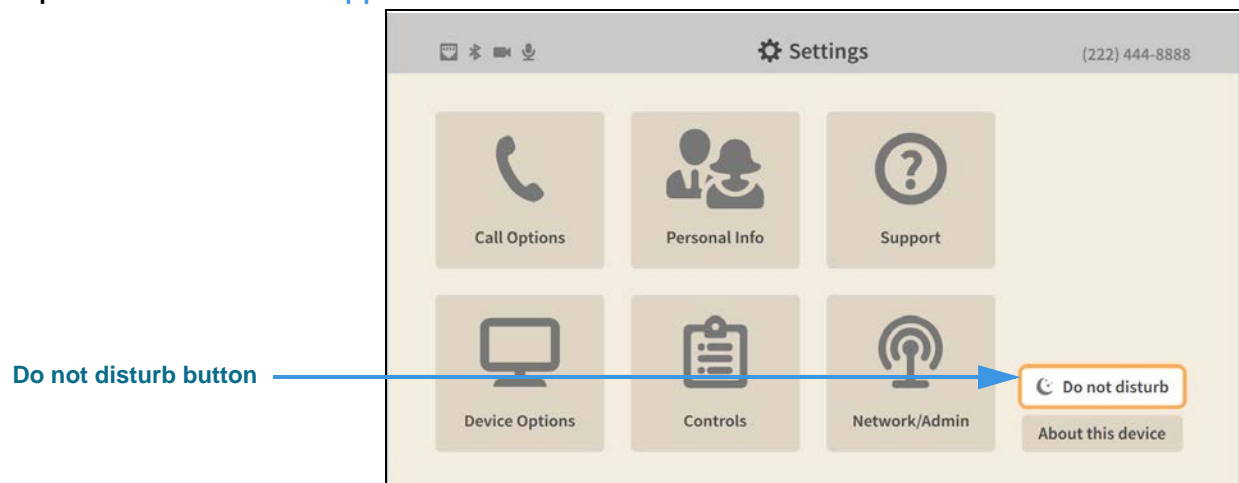 Settings
(222) 444-8888
Call Options
Personal Info
Support
Do not disturb button
Do not disturb
Device Options
Controls
Network/Admin
About this device